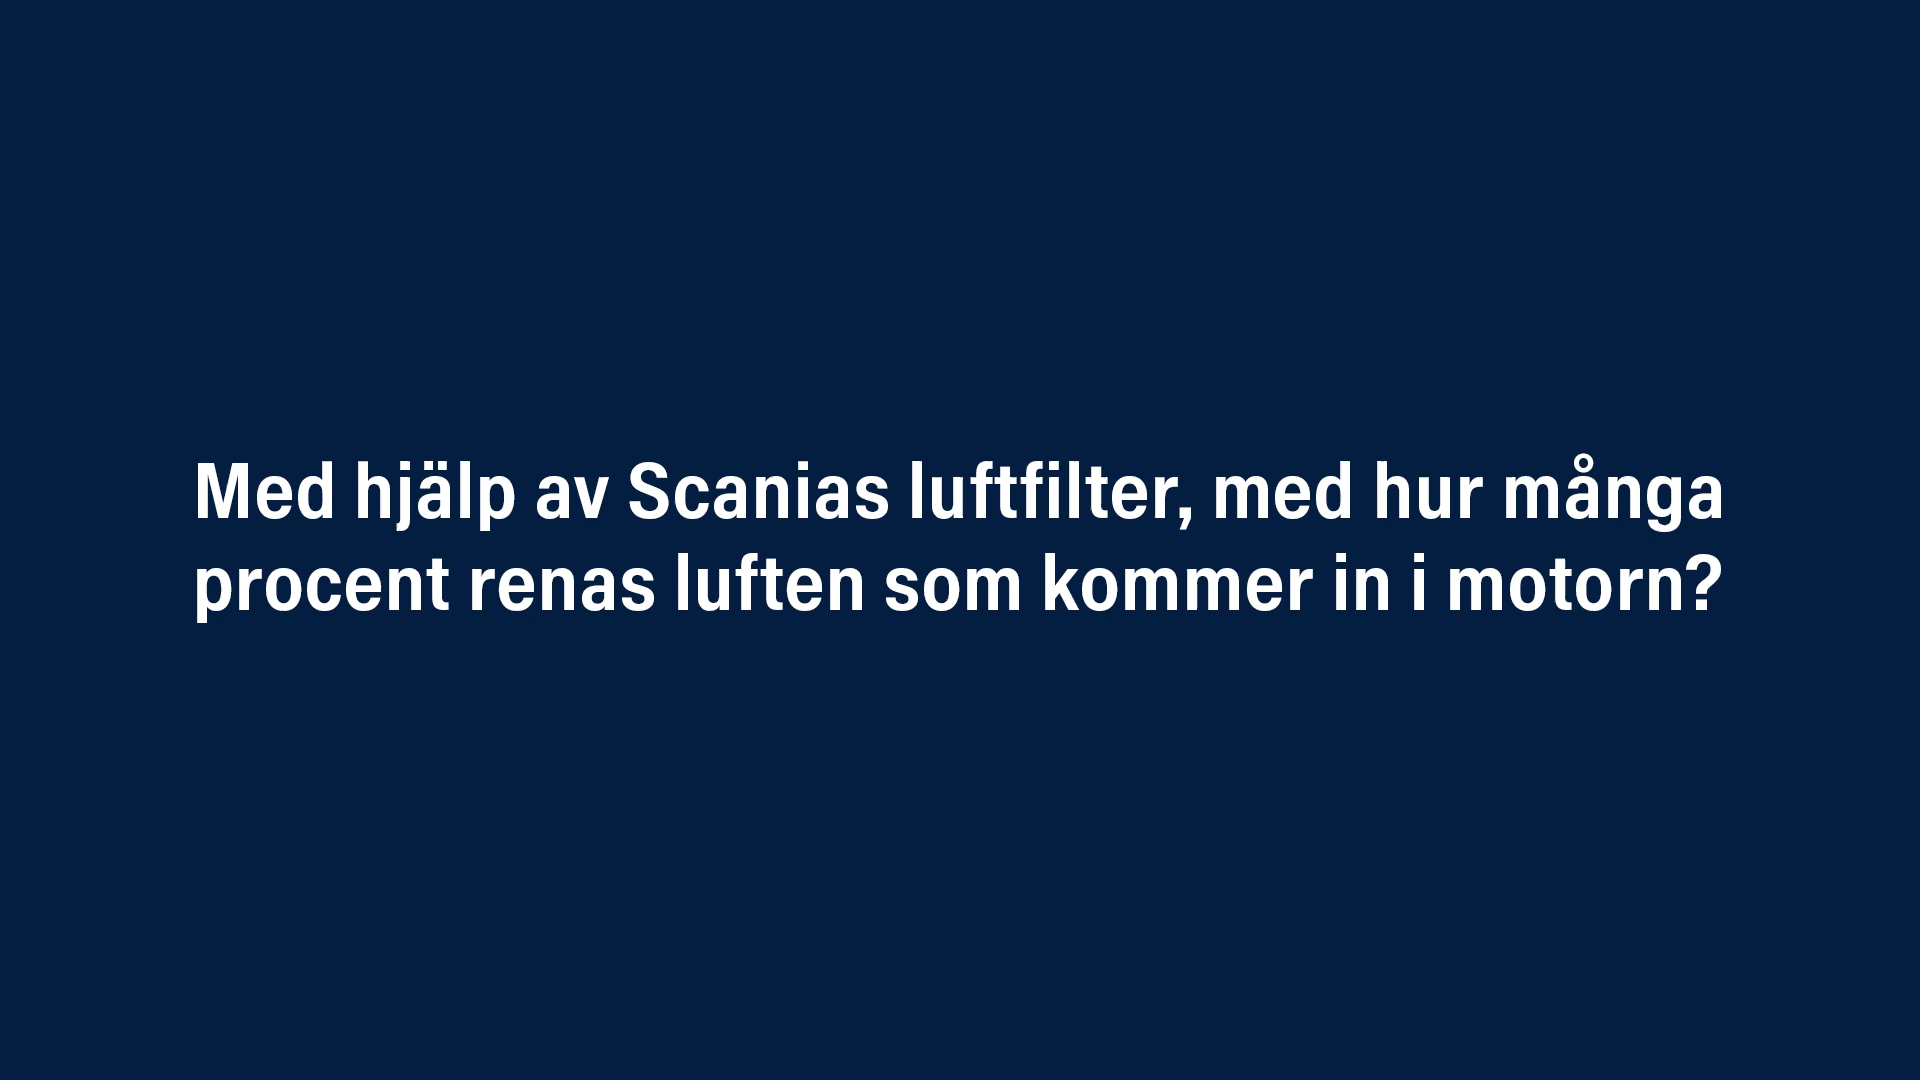 Med hjälp av Scanias luftfilter, med hur många
procent renas luften som kommer in i motorn?